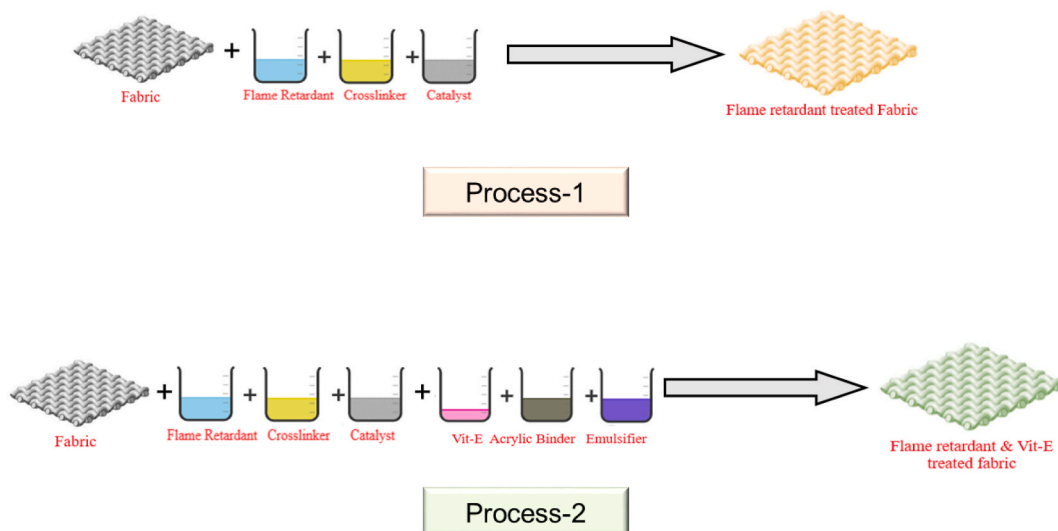 + + +
Fabric
Flame Retardant Crosslinker Catalyst
Flame retardant treated Fabric
Process-1
+ + + + + +
Fabric
Flame Retardant Crosslinker Catalyst
Vit-E Acrylic Binder Emulsifier
Flame retardant & Vit-E
treated fabric
Process-2